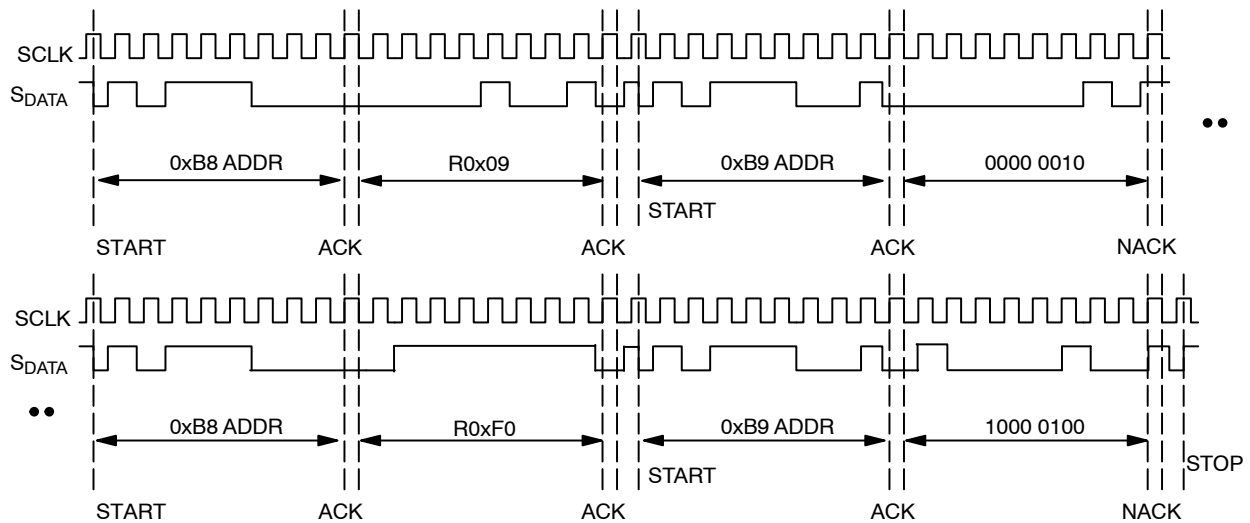 SCLK
SDATA
0xB8 ADDR R0x09 0xB9 ADDR 0000 0010
START
START ACK ACK ACK NACK
SCLK
SDATA
0xB8 ADDR R0xF0 0xB9 ADDR 1000 0100
STOP
START
START ACK ACK ACK NACK